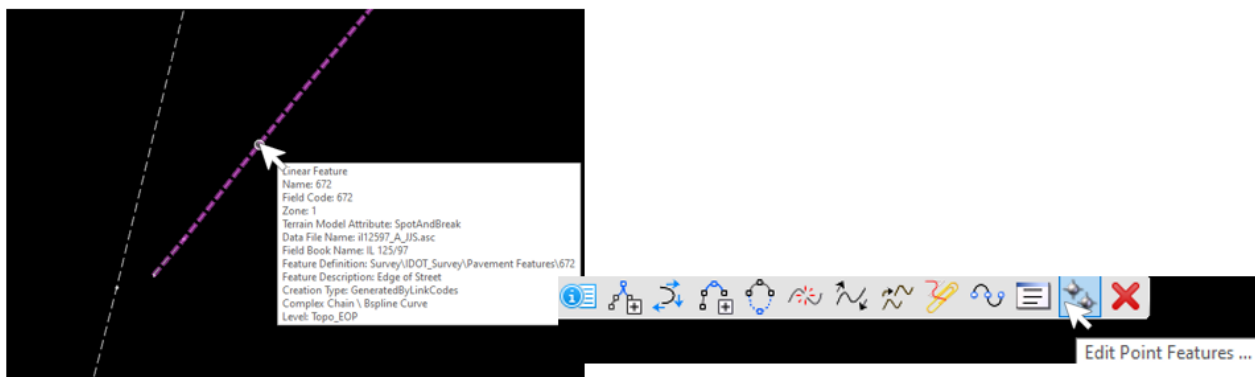 Linear Feature
Name: 672
Field Code: 672
Zone: 1
Terrain Model Attribute: SpotAndBreak
Data File Name: il12597_A_JJS.asc
Field Book Name: IL 125/97
Feature Definition: Survey\IDOT_Survey\Pavement Features\672
Feature Description: Edge of Street
Creation Type: GeneratedByLinkCodes
Complex Chain \ Bspline Curve
Level: Topo_EOP
Edit Point Features ...